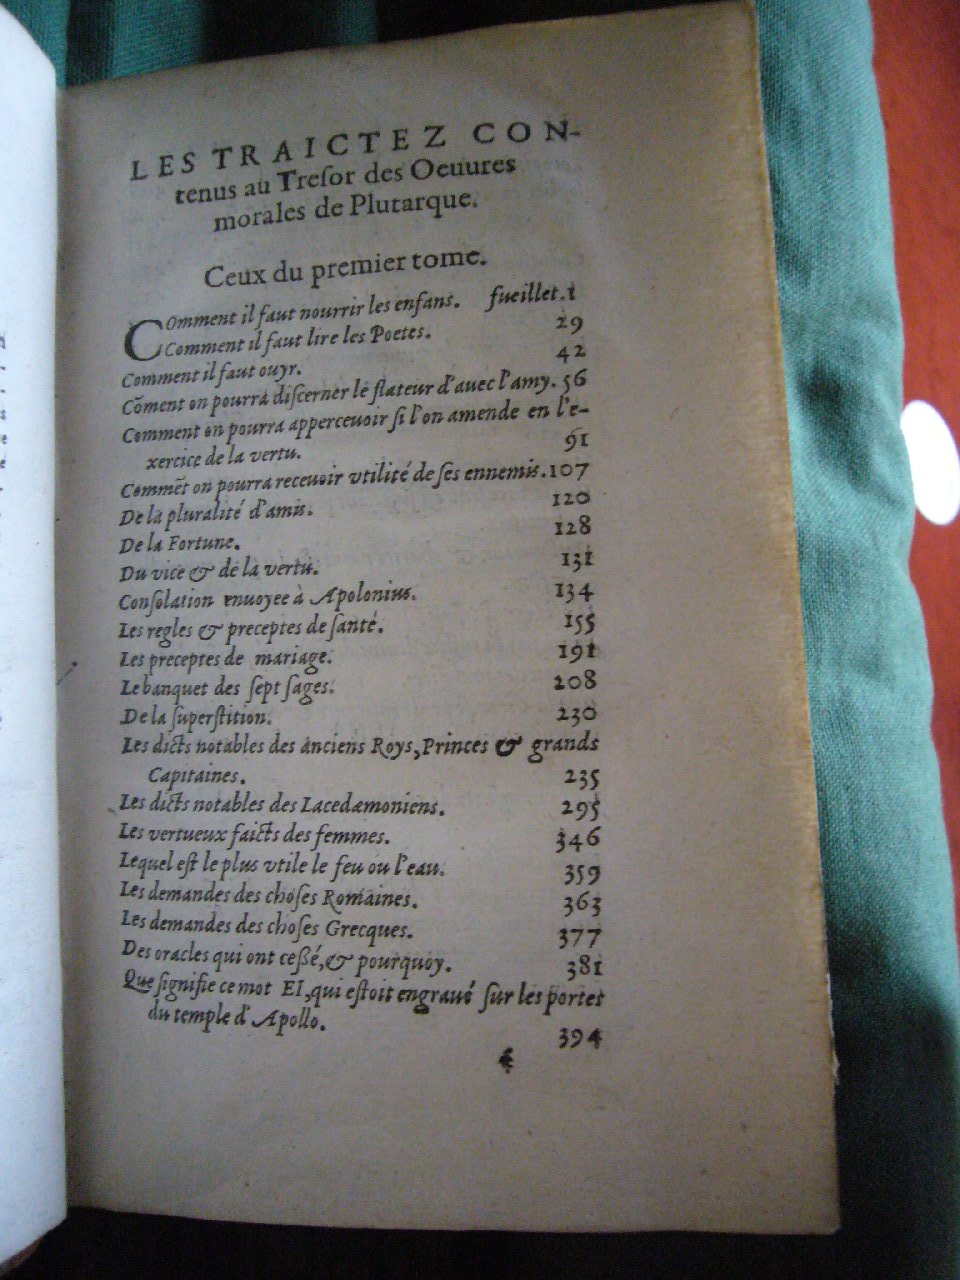 LES TRAICTEZ CON-
tenus au Treſor des Oeuures
morales de Plutarque.
Ceux du premier tome.
COmment il faut nourrir les enfans. fueillet.1
Comment il faut lire les Poetes. 29
Comment il faut ouyr. 42
Cōment on pourra diſcerner le flateur d'auec l'amy. 56
Comment on pourra apperceuoir ſi l'on amende en l'e-
xercice de la vertu. 91
Commēt on pourra receuoir vtilité de ſes ennemis. 107
De la pluralité d'amis. 120
De la Fortune. 128
Du vice & de la vertu. 131
Conſolation enuoyee à Apolonius. 134
Les regles & preceptes de ſanté. 155
Les preceptes de mariage. 191
Le banquet des ſept ſages. 208
De la ſuperſtition. 230
Les dicts notables des anciens Roys, Princes & grands
Capitaines. 235
Les dicts notables des Lacedæmoniens. 295
Les vertueux faicts des femmes. 346
Lequel eſt le plus vtile le feu ou l'eau. 359
Les demandes des choſes Romaines. 363
Les demandes des choſes Grecques. 377
Des oracles qui ont ceßé, & pourquoy. 381
Que ſignifie ce mot EI, qui eſtoit engraué ſur les portes
du temple d'Apollo. 394